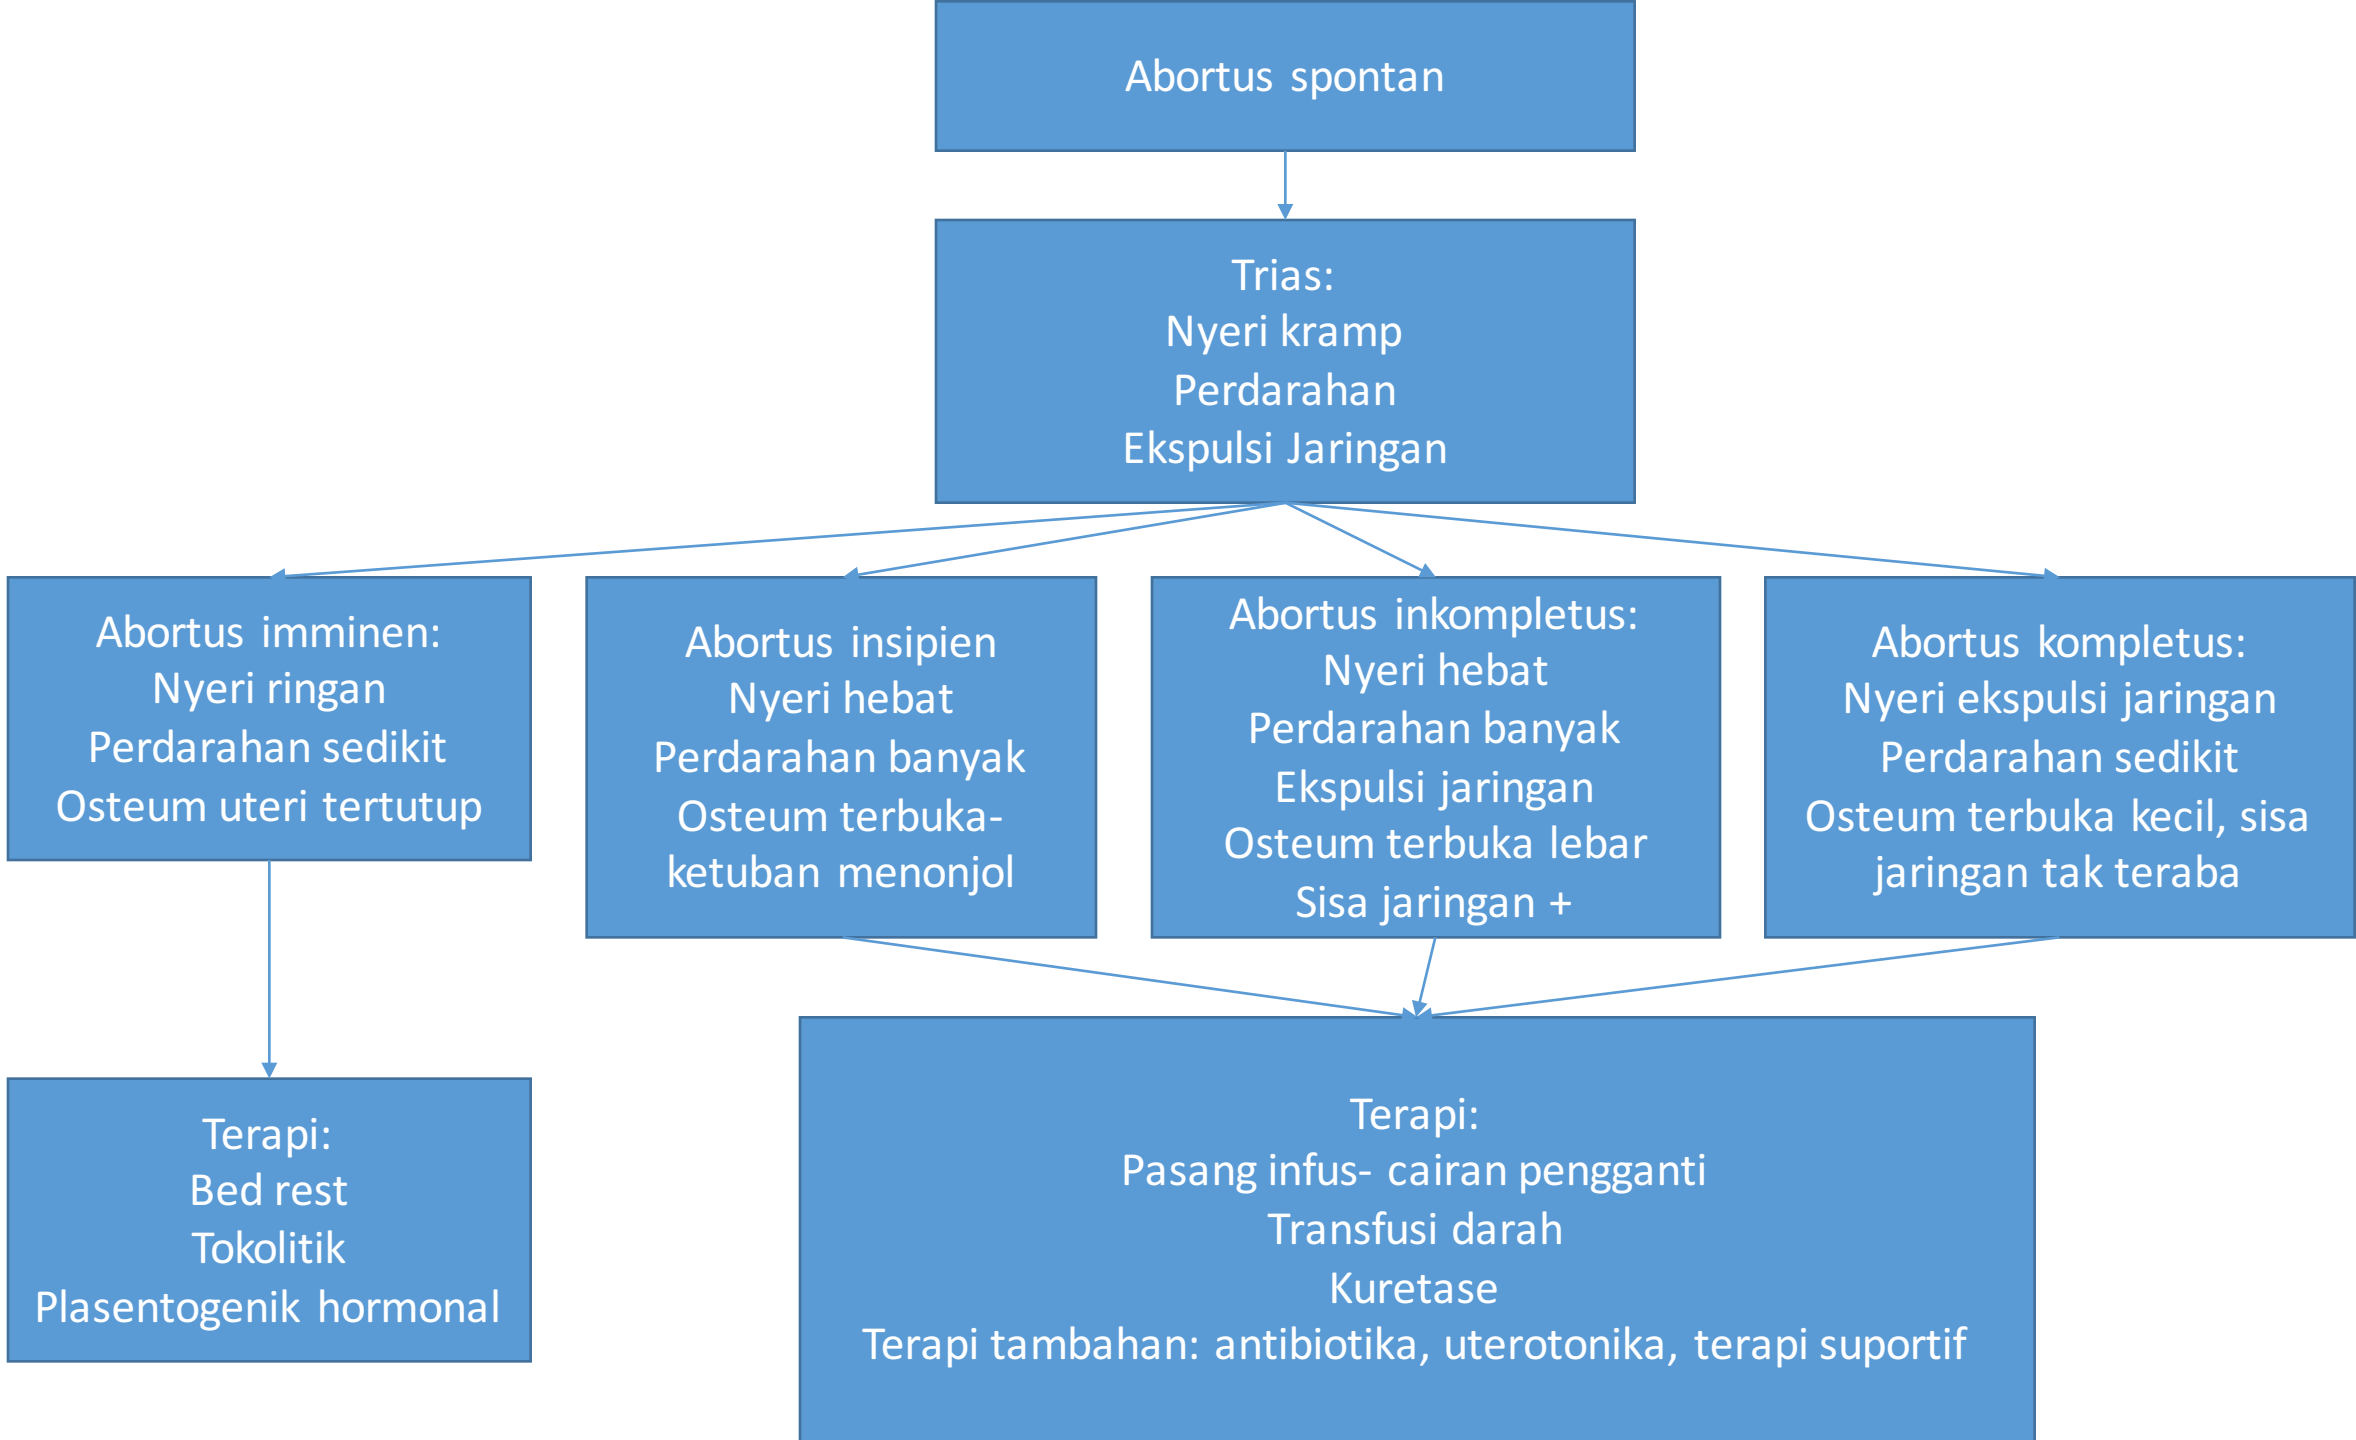 Abortus spontan
Trias:
Nyeri kramp
Perdarahan
Ekspulsi Jaringan
Abortus imminen:
Nyeri ringan
Perdarahan sedikit
Osteum uteri tertutup
Abortus insipien
Nyeri hebat
Perdarahan banyak
Osteum terbuka-
ketuban menonjol
Abortus inkompletus:
Nyeri hebat
Perdarahan banyak
Ekspulsi jaringan
Osteum terbuka lebar
Sisa jaringan +
Abortus kompletus:
Nyeri ekspulsi jaringan
Perdarahan sedikit
Osteum terbuka kecil, sisa
jaringan tak teraba
Terapi:
Bed rest
Tokolitik
Plasentogenik hormonal
Terapi:
Pasang infus- cairan pengganti
Transfusi darah
Kuretase
Terapi tambahan: antibiotika, uterotonika, terapi suportif